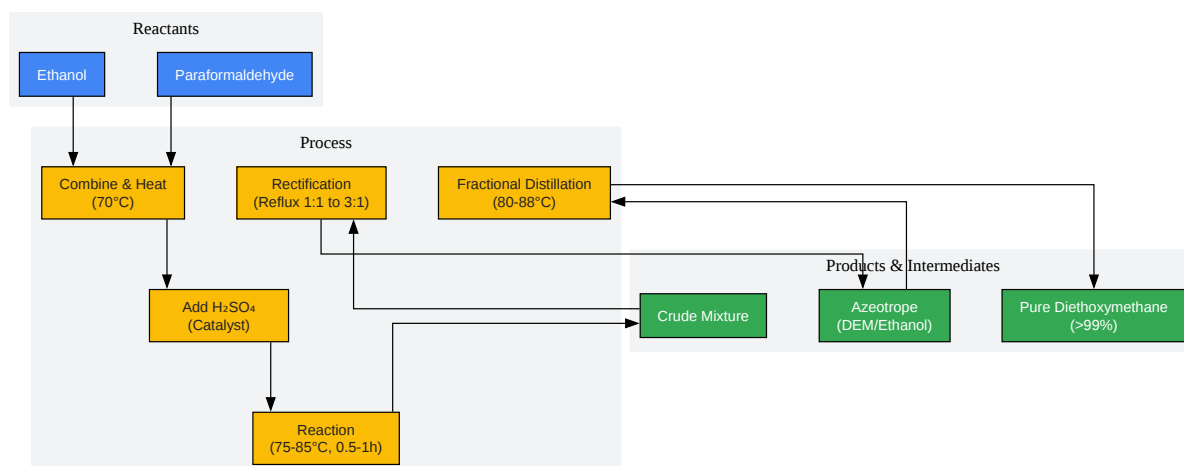 Reactants
Ethanol
Paraformaldehyde
Process
Combine & Heat
(70°C)
Rectification
(Reflux 1:1 to 3:1)
Fractional Distillation
(80-88°C)
Products & Intermediates
Add H₂SO₄
(Catalyst)
Crude Mixture
Azeotrope
(DEM/Ethanol)
Pure Diethoxymethane
(>99%)
Reaction
(75-85°C, 0.5-1h)